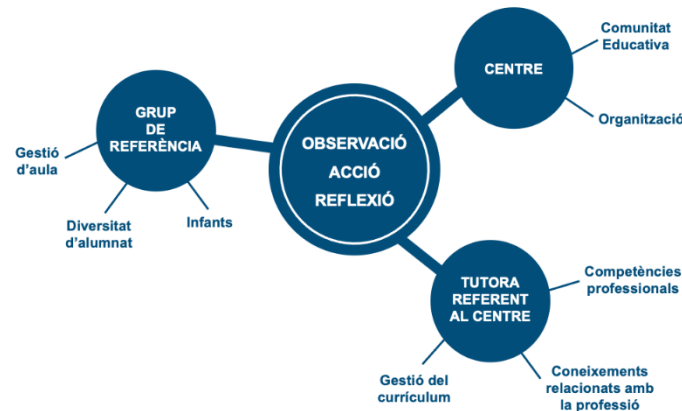 OBSERVACIÓ
ACCIÓ
REFLEXIÓ
GRUP
DE
REFERÈNCIA
Gestió
d'aula
Diversitat
d'alumnat
Infants
CENTRE
Comunitat
Educativa
Organització
TUTORA
REFERENT
AL CENTRE
Competències
professionals
Gestió del
currículum
Coneixements
relacionats amb
la professió